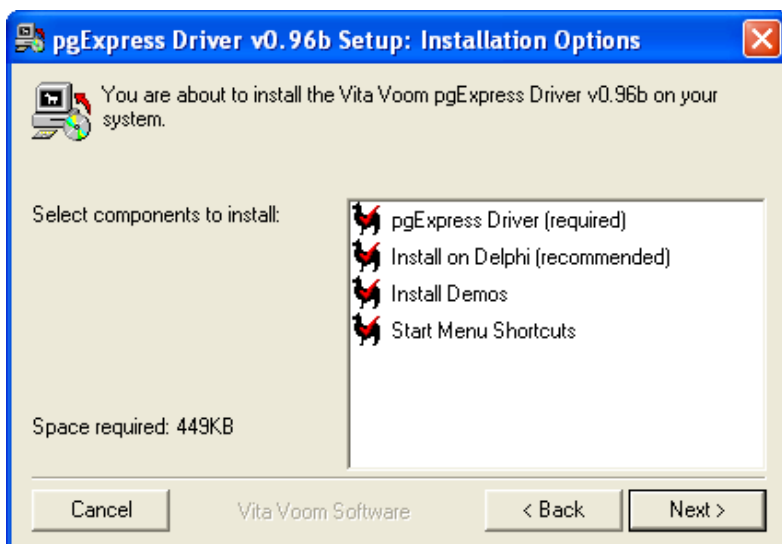 pgExpress Driver v0.96b Setup: Installation Options
You are about to install the Vita Voom pgExpress Driver v0.96b on your
system.
Select components to install:
pgExpress Driver (required)
Install on Delphi (recommended)
Install Demos
Start Menu Shortcuts
Space required: 449KB
Cancel
Vita Voom Software
< Back
Next >